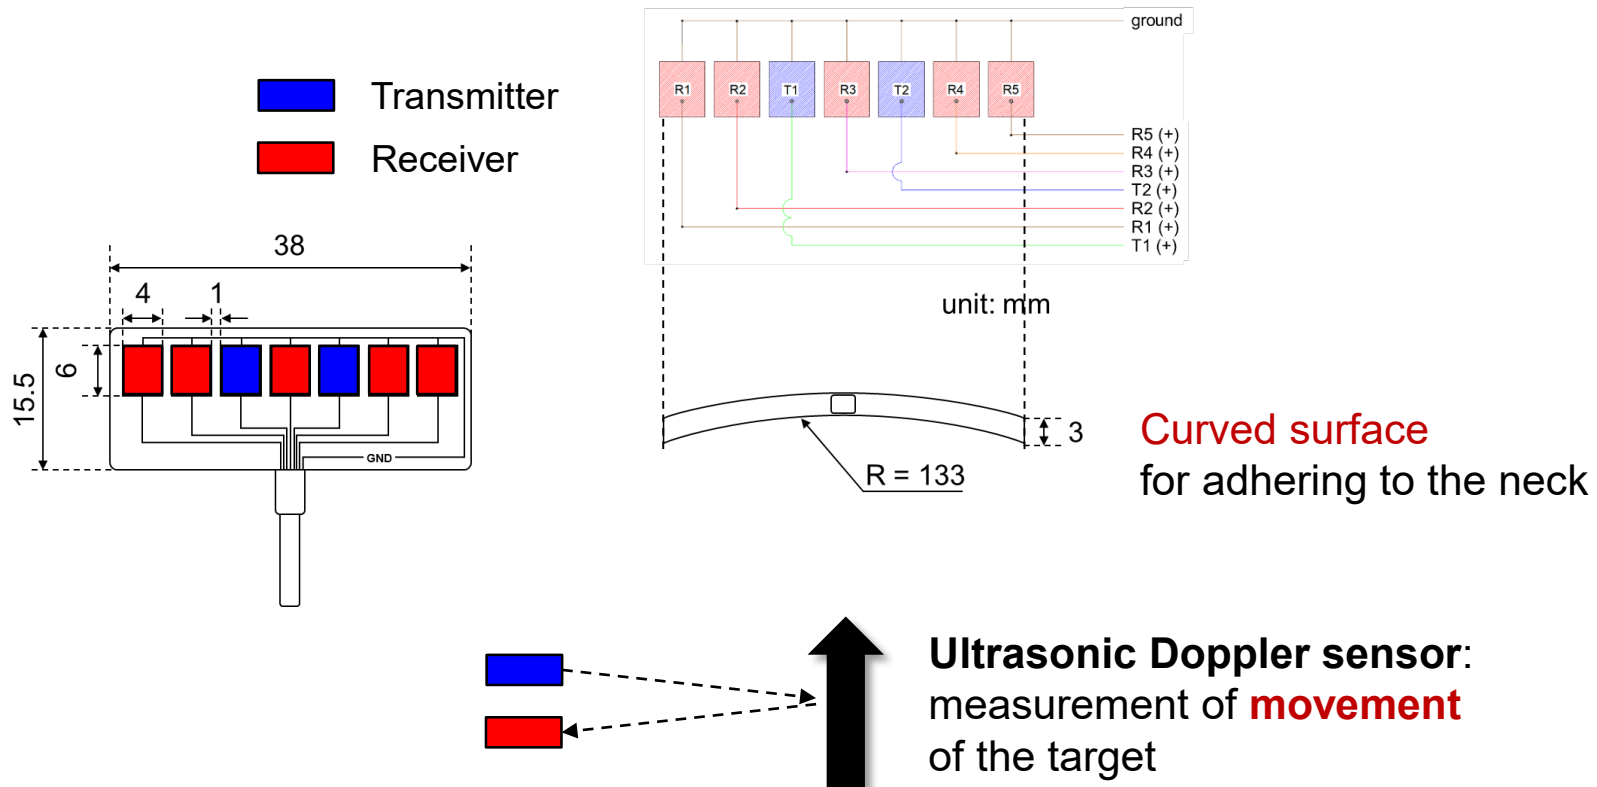 Transmitter
Receiver
ground
R1 R2 T1 R3 T2 R4 R5
R5 (+)
R4 (+)
R3 (+)
T2 (+)
R2 (+)
R1 (+)
T1 (+)
38
4 1
6
15.5
GND
unit: mm
3
R = 133
Curved surface
for adhering to the neck
Ultrasonic Doppler sensor:
measurement of movement
of the target